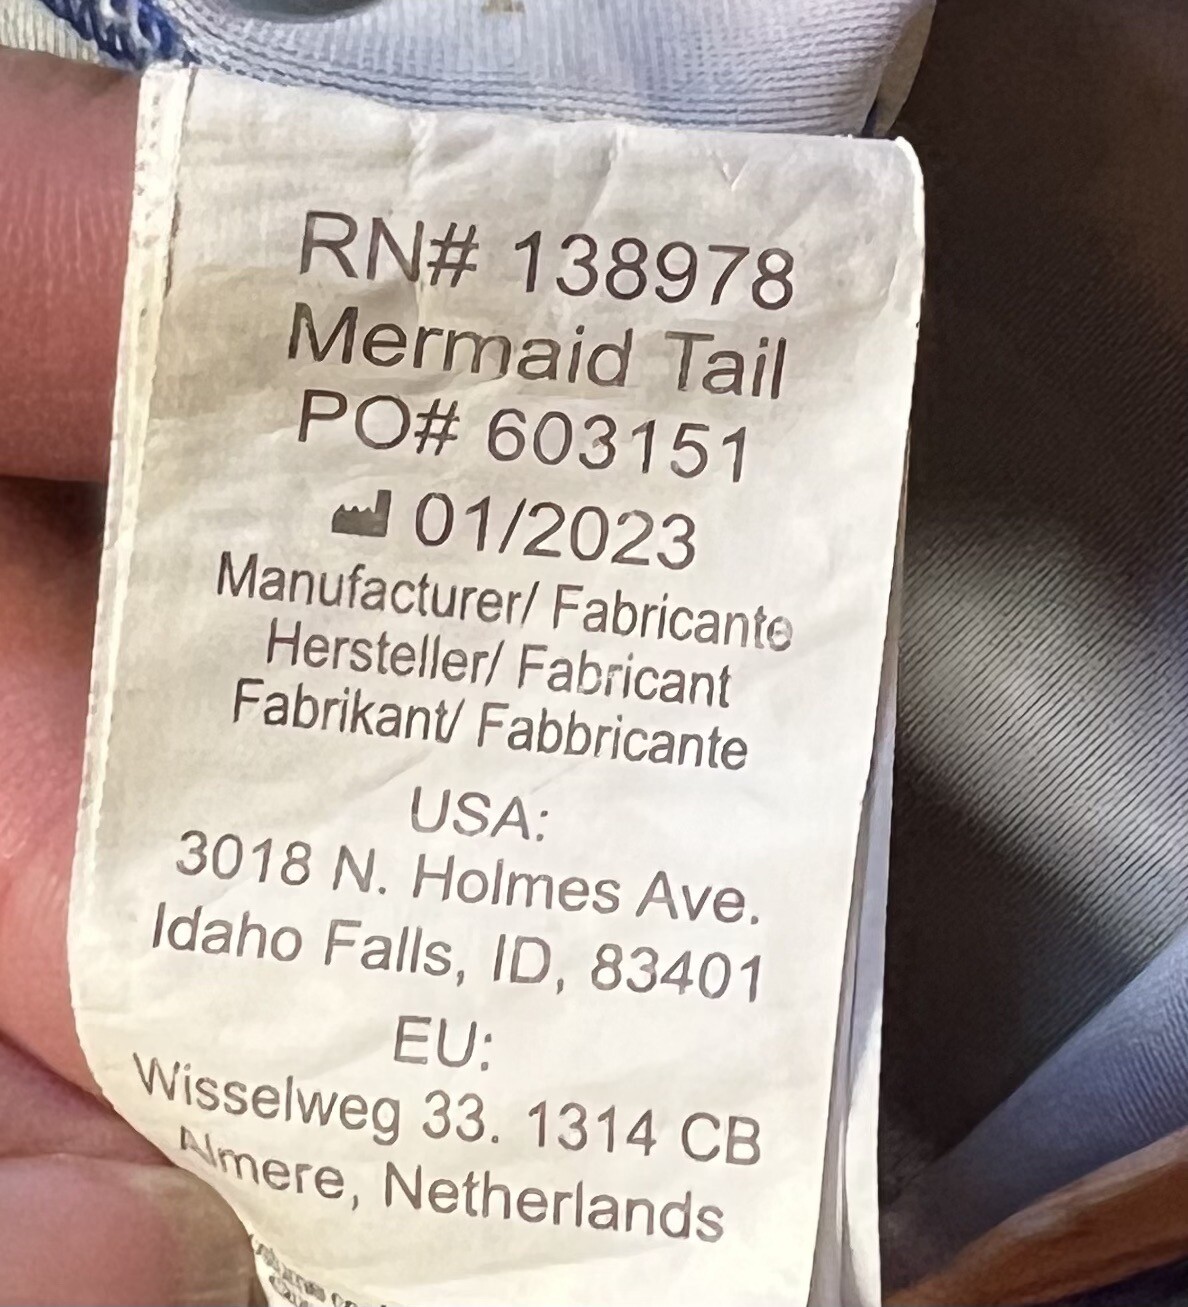 RN# 138978
Mermaid Tail
PO# 603151
01/2023
Manufacturer/ Fabricante
Hersteller/ Fabricant
Fabrikant/ Fabbricante
USA:
3018 N. Holmes Ave.
Idaho Falls, ID, 83401
EU:
Wisselweg 33. 1314 CB
Almere, Netherlands